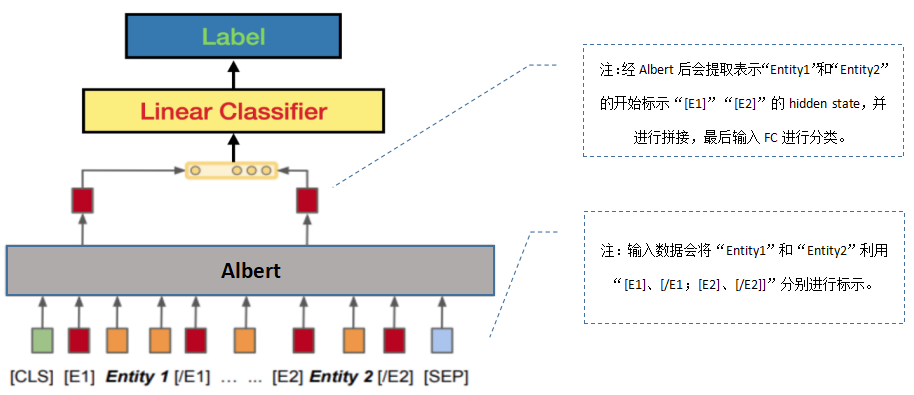 Label
Linear Classifier
Albert
[CLS] [E1] Entity 1 [/E1] ... ... [E2] Entity 2 [/E2] [SEP]
注：经 Albert 后会提取表示“Entity1”和“Entity2”
的开始标示“[E1]”“[E2]”的 hidden state，并
进行拼接，最后输入 FC 进行分类。
注：输入数据会将“Entity1”和“Entity2”利用
“[E1]、[/E1；[E2]、[/E2]]”分别进行标示。